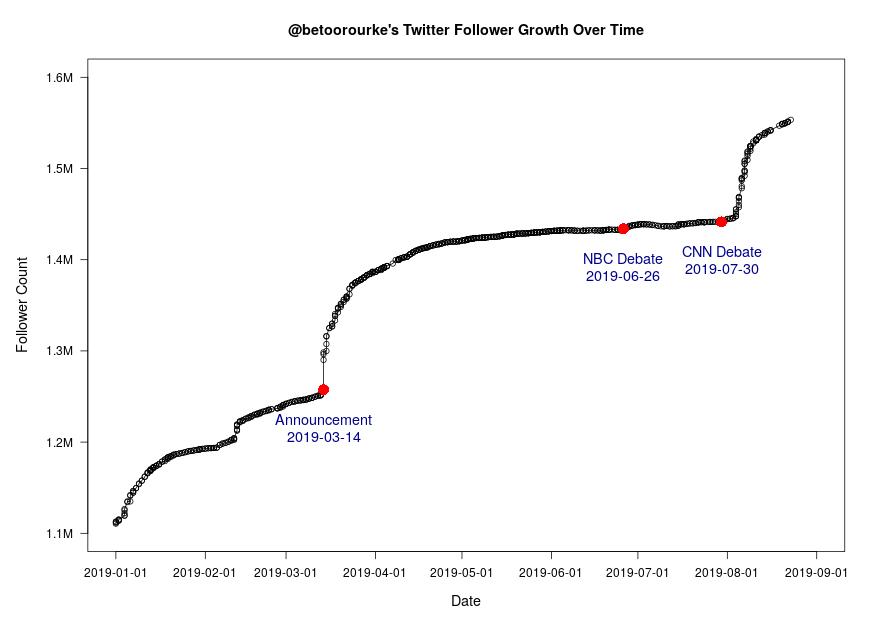 @betoorourke's Twitter Follower Growth Over Time
1.6M
1.5M
1.4M
1.3M
1.2M
1.1M
Follower Count
NBC Debate
2019-06-26
CNN Debate
2019-07-30
Announcement
2019-03-14
2019-01-01
2019-02-01
2019-03-01
2019-04-01
2019-05-01
2019-06-01
2019-07-01
2019-08-01
2019-09-01
Date